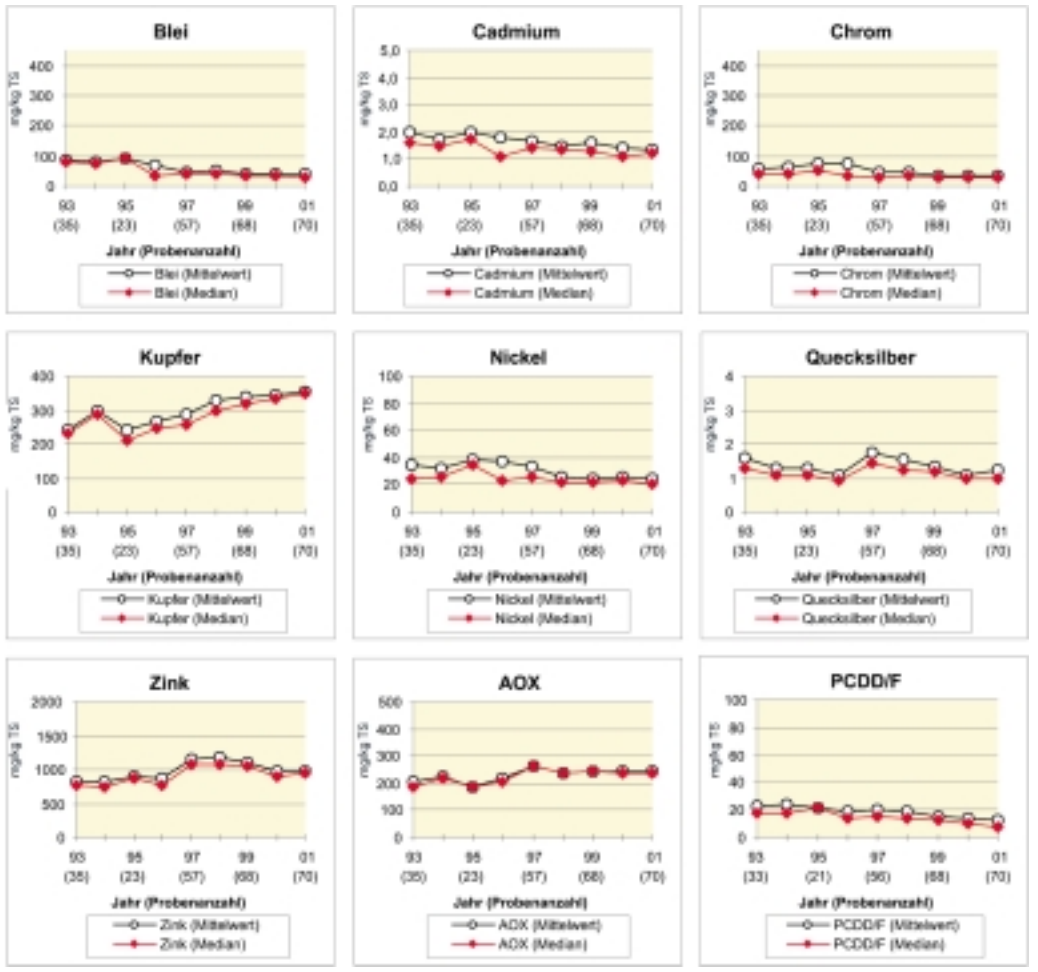 Blei
mg/kg TS
400
300
200
100
0
93 95 97 99 01
(35) (23) (57) (68) (70)
Jahr (Probenanzahl)
Blei (Mittelwert)
Blei (Median)
Cadmium
mg/kg TS
5,0
4,0
3,0
2,0
1,0
0,0
93 95 97 99 01
(35) (23) (57) (68) (70)
Jahr (Probenanzahl)
Cadmium (Mittelwert)
Cadmium (Median)
Chrom
mg/kg TS
400
300
200
100
0
93 95 97 99 01
(35) (23) (57) (68) (70)
Jahr (Probenanzahl)
Chrom (Mittelwert)
Chrom (Median)
Kupfer
mg/kg TS
400
300
200
100
0
93 95 97 99 01
(35) (23) (57) (68) (70)
Jahr (Probenanzahl)
Kupfer (Mittelwert)
Kupfer (Median)
Nickel
mg/kg TS
100
80
60
40
20
0
93 95 97 99 01
(35) (23) (57) (68) (70)
Jahr (Probenanzahl)
Nickel (Mittelwert)
Nickel (Median)
Quecksilber
mg/kg TS
4
3
2
1
0
93 95 97 99 01
(35) (23) (57) (68) (70)
Jahr (Probenanzahl)
Quecksilber (Mittelwert)
Quecksilber (Median)
Zink
mg/kg TS
2000
1500
1000
500
0
93 95 97 99 01
(35) (23) (57) (68) (70)
Jahr (Probenanzahl)
Zink (Mittelwert)
Zink (Median)
AOX
mg/kg TS
500
400
300
200
100
0
93 95 97 99 01
(35) (23) (57) (68) (70)
Jahr (Probenanzahl)
AOX (Mittelwert)
AOX (Median)
PCDD/F
mg/kg TS
100
80
60
40
20
0
93 95 97 99 01
(33) (21) (56) (68) (70)
Jahr (Probenanzahl)
PCDD/F (Mittelwert)
PCDD/F (Median)